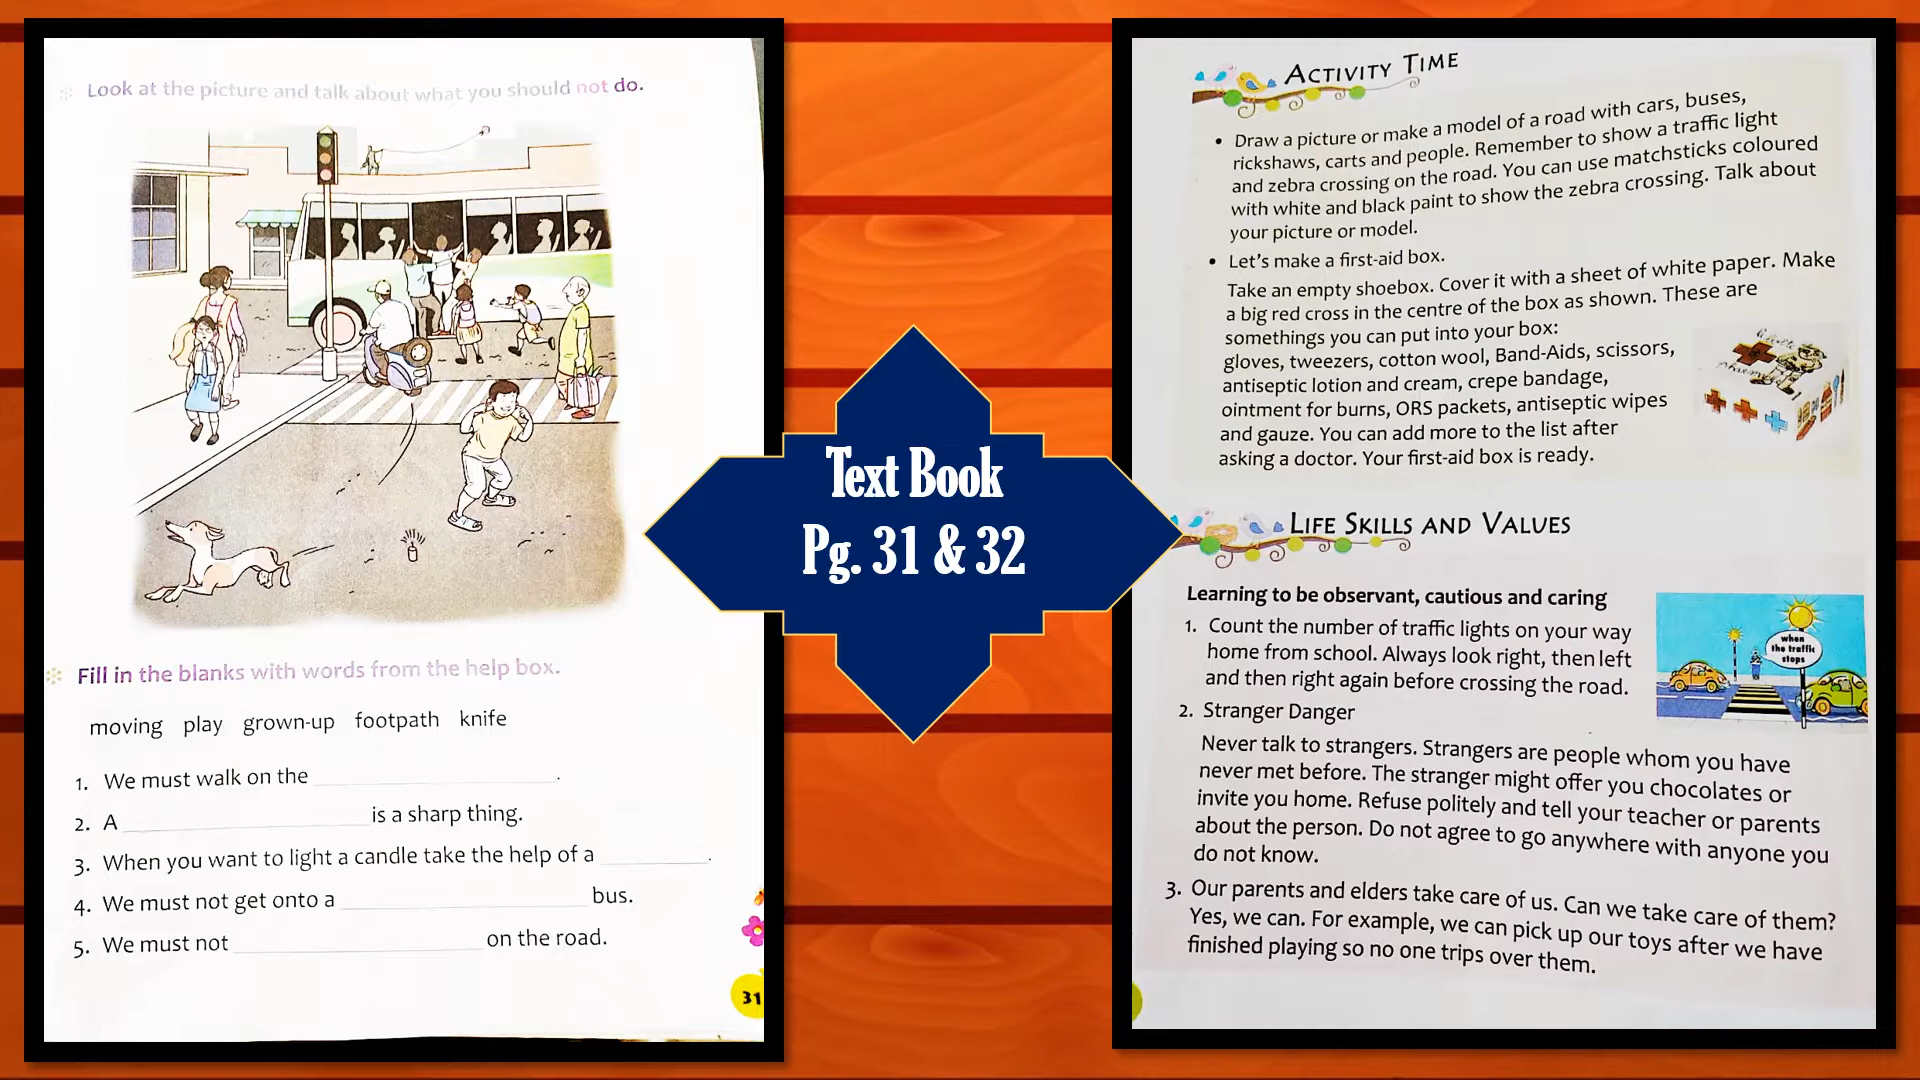 Look at the picture and talk about what you should not do.
Fill in the blanks with words from the help box.
moving play grown-up footpath knife
1. We must walk on the ______.
2. A ______ is a sharp thing.
3. When you want to light a candle take the help of a ______.
4. We must not get onto a ______ bus.
5. We must not ______ on the road.
31
Text Book
Pg. 31 & 32
ACTIVITY TIME
• Draw a picture or make a model of a road with cars, buses,
rickshaws, carts and people. Remember to show a traffic light
and zebra crossing on the road. You can use matchsticks coloured
with white and black paint to show the zebra crossing. Talk about
your picture or model.
• Let's make a first-aid box.
Take an empty shoebox. Cover it with a sheet of white paper. Make
a big red cross in the centre of the box as shown. These are
somethings you can put into your box:
gloves, tweezers, cotton wool, Band-Aids, scissors,
antiseptic lotion and cream, crepe bandage,
ointment for burns, ORS packets, antiseptic wipes
and gauze. You can add more to the list after
asking a doctor. Your first-aid box is ready.
LIFE SKILLS AND VALUES
Learning to be observant, cautious and caring
1. Count the number of traffic lights on your way
home from school. Always look right, then left
and then right again before crossing the road.
when
the traffic
stops
2. Stranger Danger
Never talk to strangers. Strangers are people whom you have
never met before. The stranger might offer you chocolates or
invite you home. Refuse politely and tell your teacher or parents
about the person. Do not agree to go anywhere with anyone you
do not know.
3. Our parents and elders take care of us. Can we take care of them?
Yes, we can. For example, we can pick up our toys after we have
finished playing so no one trips over them.